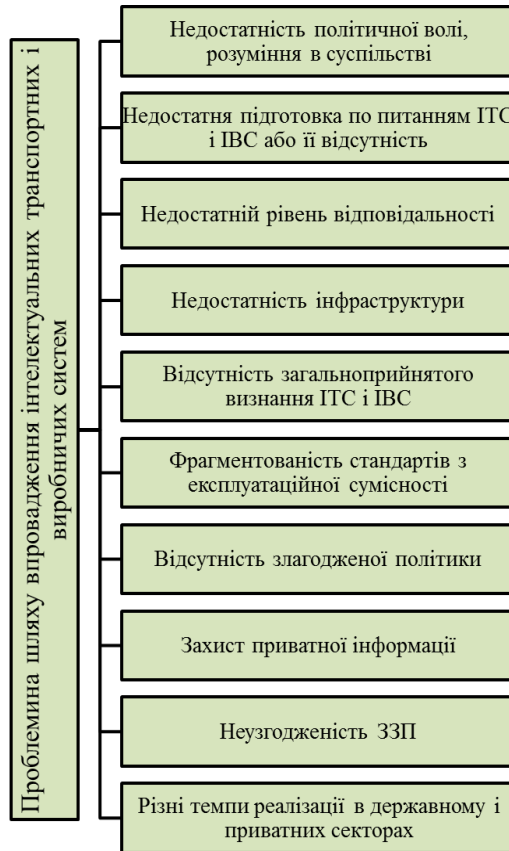 Проблемина шляху впровадження інтелектуальних транспортних і
виробничих систем
Недостатність політичної волі,
розуміння в суспільстві
Недостатня підготовка по питанням ІТС
і ІВС або її відсутність
Недостатній рівень відповідальності
Недостатність інфраструктури
Відсутність загальноприйнятого
визнання ІТС і ІВС
Фрагментованість стандартів з
експлуатаційної сумісності
Відсутність злагодженої політики
Захист приватної інформації
Неузгодженість ЗЗП
Різні темпи реалізації в державному і
приватних секторах